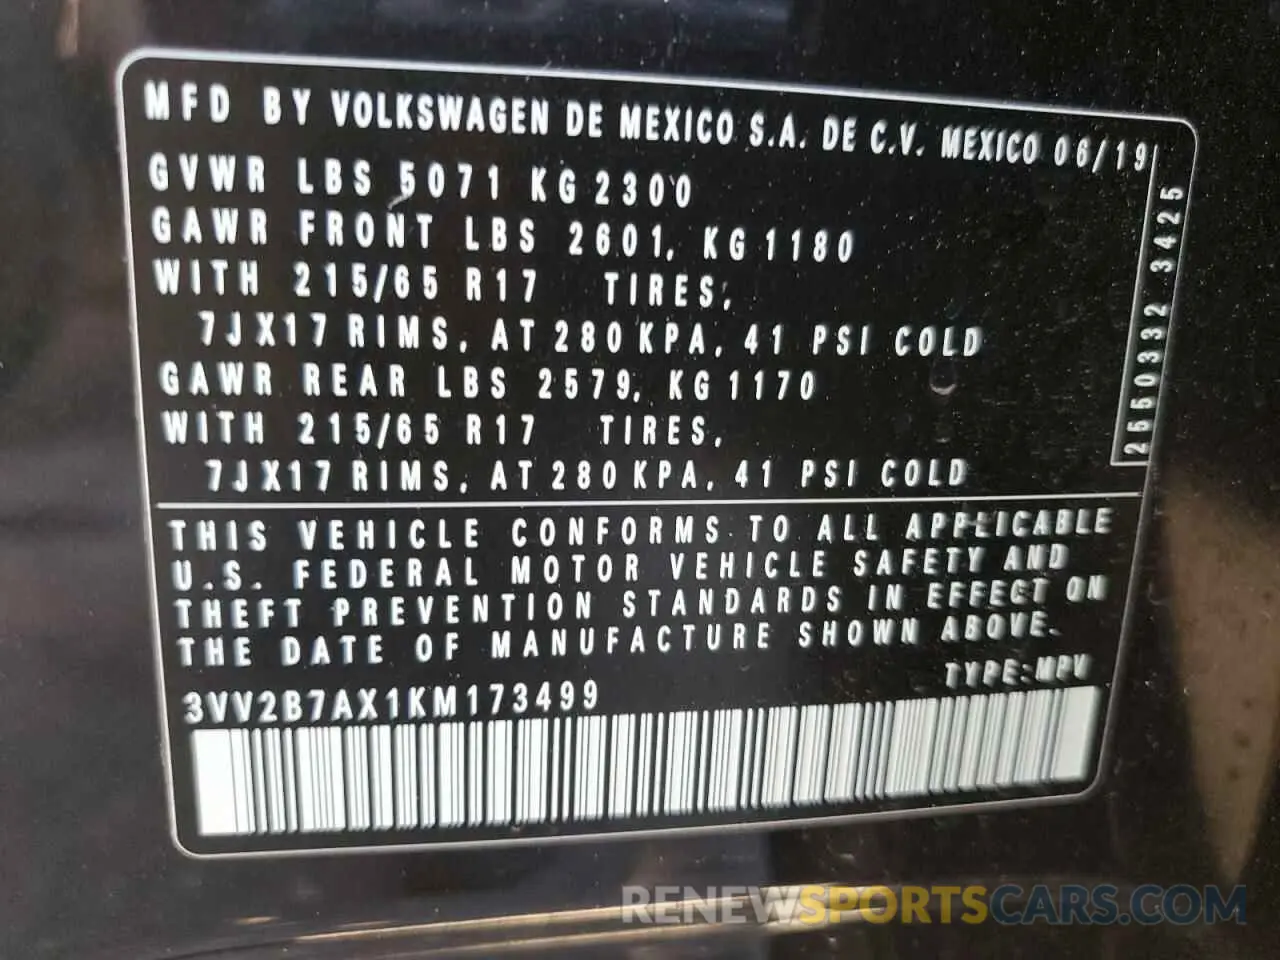 MFD BY VOLKSWAGEN DE MEXICO S.A. DE C.V. MEXICO 06/19
GVWR LBS 5071 KG 2300
GAWR FRONT LBS 2601, KG 1180
WITH 215/65 R17 TIRES,
7JX17 RIMS, AT 280 KPA, 41 PSI COLD
GAWR REAR LBS 2579, KG 1170
WITH 215/65 R17 TIRES,
7JX17 RIMS, AT 280 KPA, 41 PSI COLD
2550332 3425
THIS VEHICLE CONFORMS TO ALL APPLICABLE
U.S. FEDERAL MOTOR VEHICLE SAFETY AND
THEFT PREVENTION STANDARDS IN EFFECT ON
THE DATE OF MANUFACTURE SHOWN ABOVE.
TYPE:MPV
3VV2B7AX1KM173499
RENEWSPORTSCARS.COM